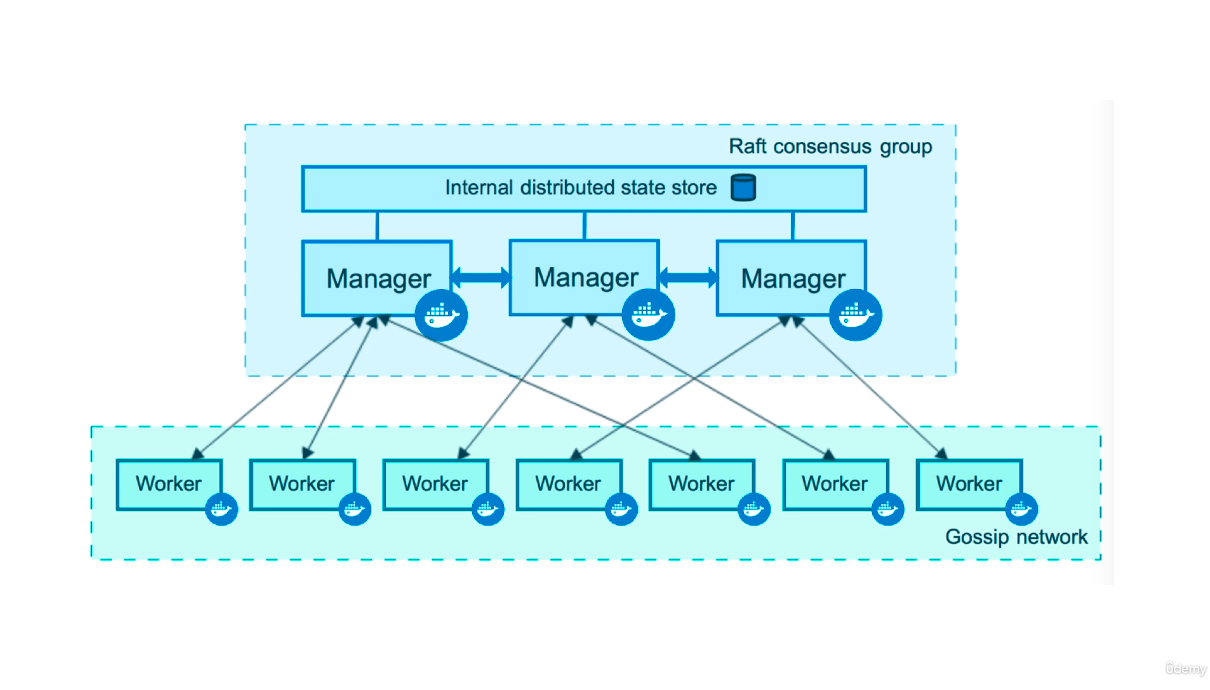 Raft consensus group
Internal distributed state store
Manager
Manager
Manager
Worker
Worker
Worker
Worker
Worker
Worker
Worker
Gossip network
ûdemy